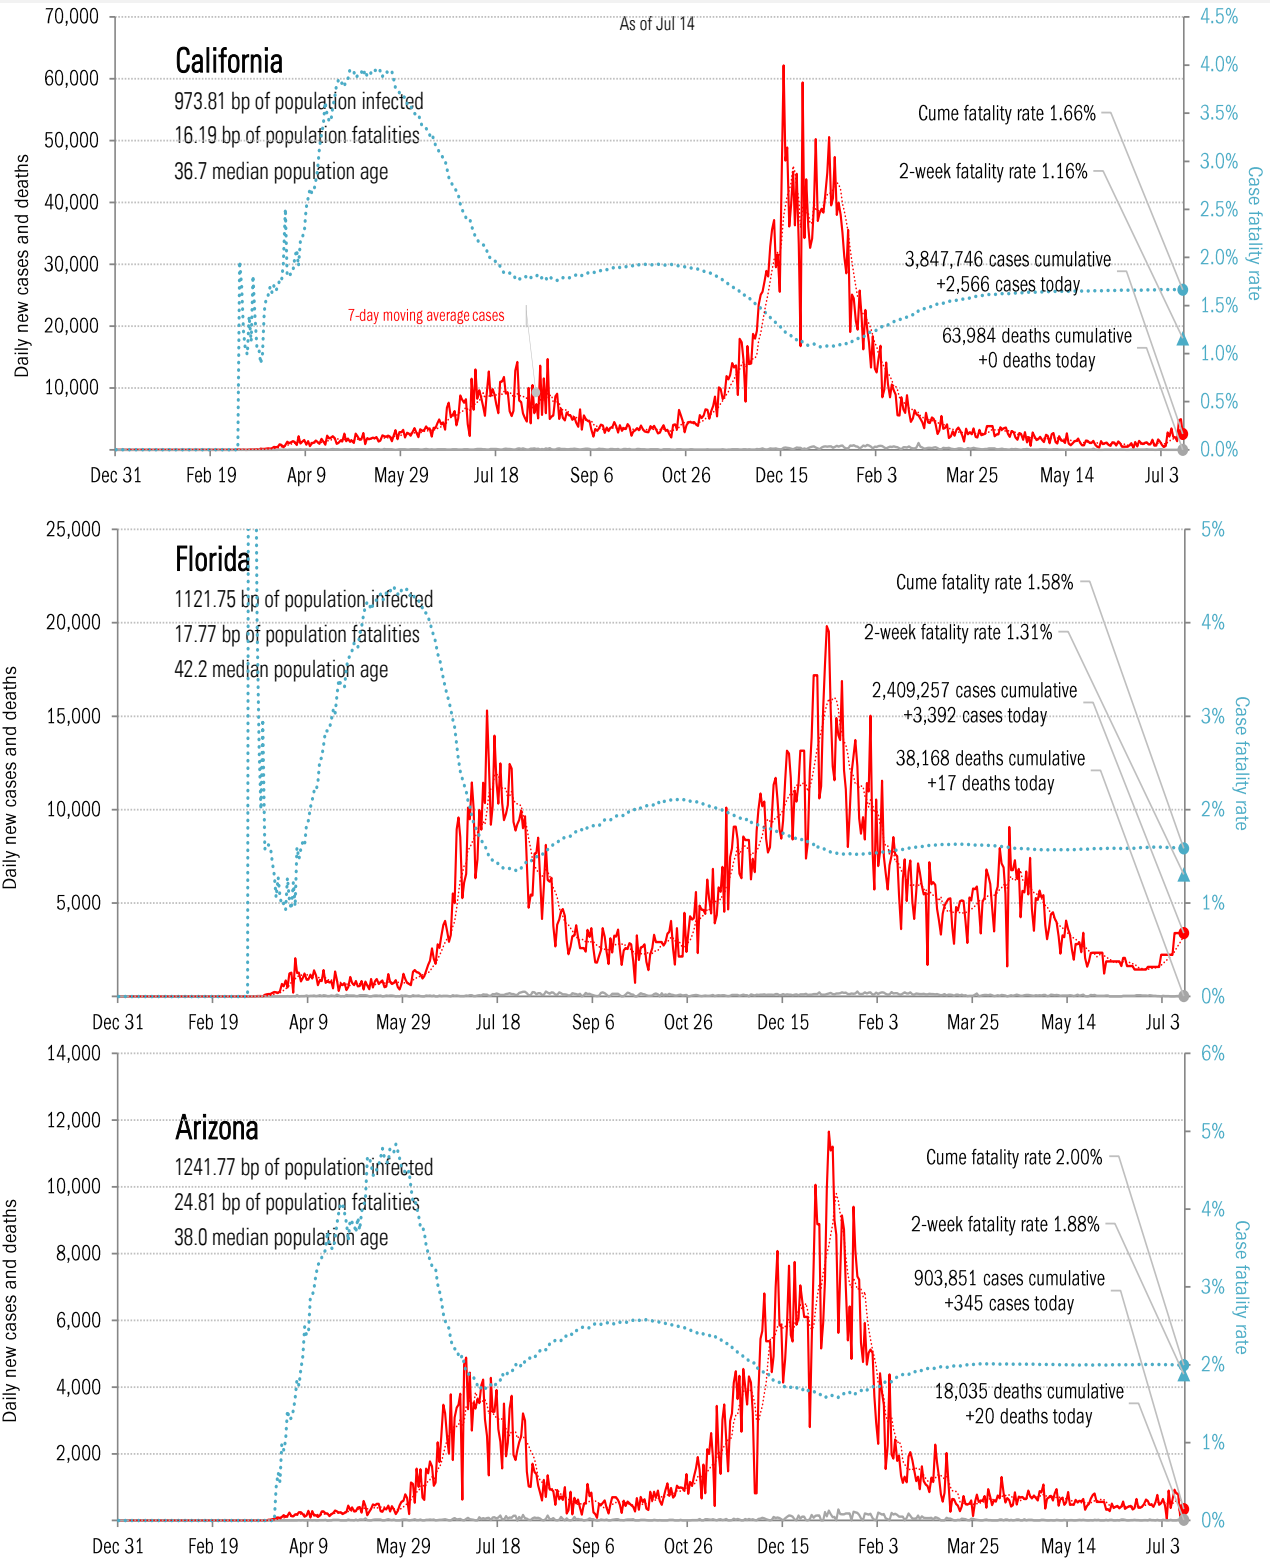 As of Jul 14
70,000
60,000
50,000
40,000
30,000
20,000
10,000
Daily new cases and deaths
California
973.81 bp of population infected
16.19 bp of population fatalities
36.7 median population age
7-day moving average cases
Cume fatality rate 1.66%
2-week fatality rate 1.16%
3,847,746 cases cumulative
+2,566 cases today
63,984 deaths cumulative
+0 deaths today
4.5%
4.0%
3.5%
3.0%
2.5%
2.0%
1.5%
1.0%
0.5%
0.0%
Case fatality rate
Dec 31 Feb 19 Apr 9 May 29 Jul 18 Sep 6 Oct 26 Dec 15 Feb 3 Mar 25 May 14 Jul 3
25,000
20,000
15,000
10,000
5,000
Daily new cases and deaths
Florida
1121.75 bp of population infected
17.77 bp of population fatalities
42.2 median population age
Cume fatality rate 1.58%
2-week fatality rate 1.31%
2,409,257 cases cumulative
+3,392 cases today
38,168 deaths cumulative
+17 deaths today
5%
4%
3%
2%
1%
0%
Case fatality rate
Dec 31 Feb 19 Apr 9 May 29 Jul 18 Sep 6 Oct 26 Dec 15 Feb 3 Mar 25 May 14 Jul 3
14,000
12,000
10,000
8,000
6,000
4,000
2,000
Daily new cases and deaths
Arizona
1241.77 bp of population infected
24.81 bp of population fatalities
38.0 median population age
Cume fatality rate 2.00%
2-week fatality rate 1.88%
903,851 cases cumulative
+345 cases today
18,035 deaths cumulative
+20 deaths today
6%
5%
4%
3%
2%
1%
0%
Case fatality rate
Dec 31 Feb 19 Apr 9 May 29 Jul 18 Sep 6 Oct 26 Dec 15 Feb 3 Mar 25 May 14 Jul 3